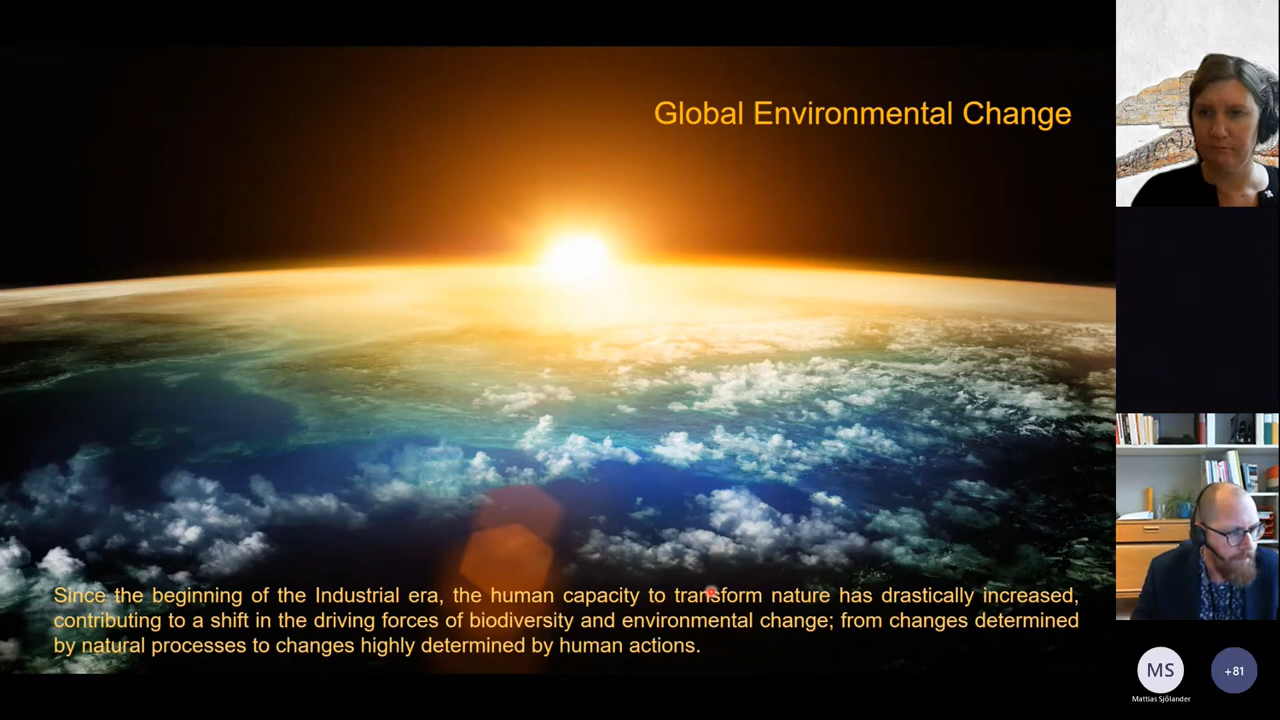 Global Environmental Change
Since the beginning of the Industrial era, the human capacity to transform nature has drastically increased,
contributing to a shift in the driving forces of biodiversity and environmental change; from changes determined
by natural processes to changes highly determined by human actions.
MS
+81
Mattias Sjölander